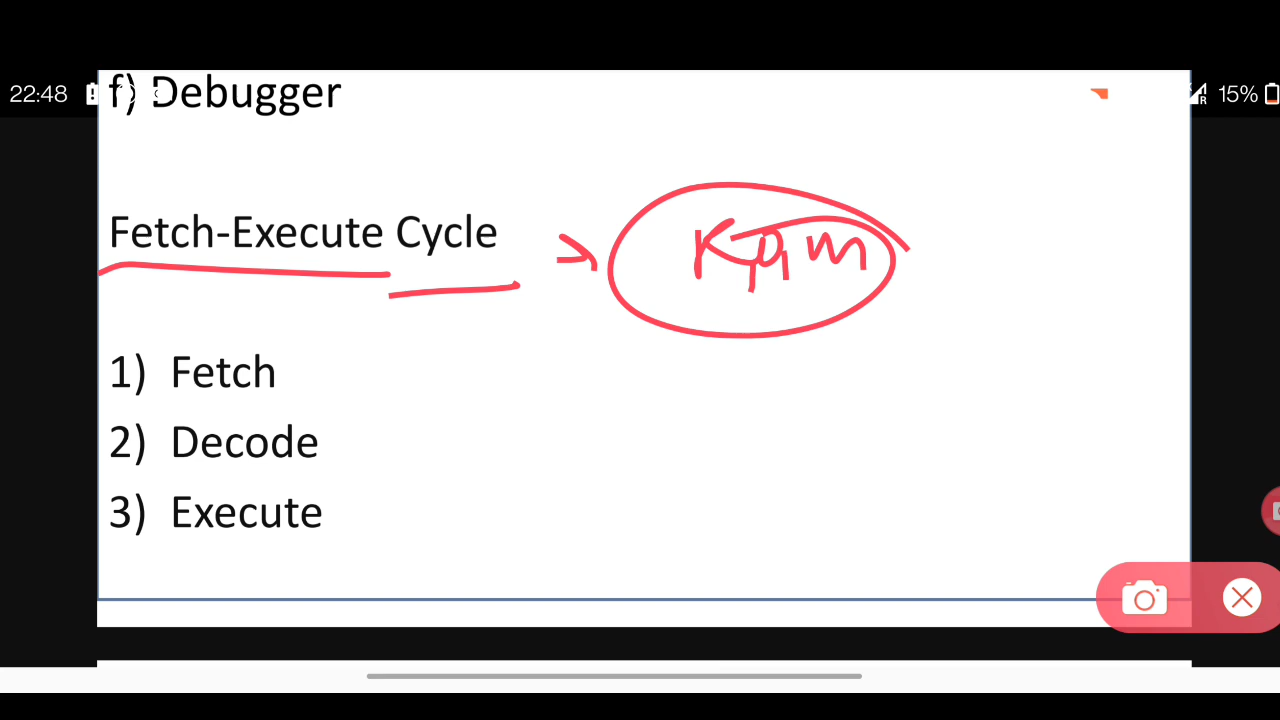 22:48
15%
f) Debugger
Fetch-Execute Cycle
1) Fetch
2) Decode
3) Execute